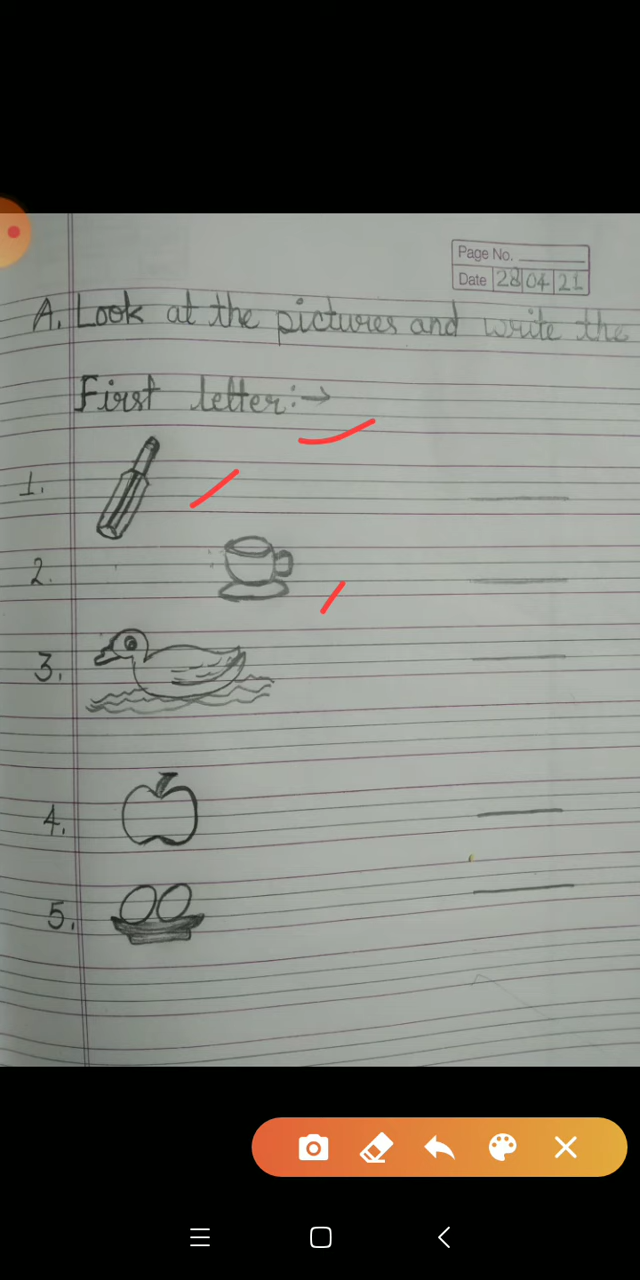 Page No.
Date 28 04 21
A. Look at the pictures and write the
First letter:→
1.
2.
3.
4.
5.